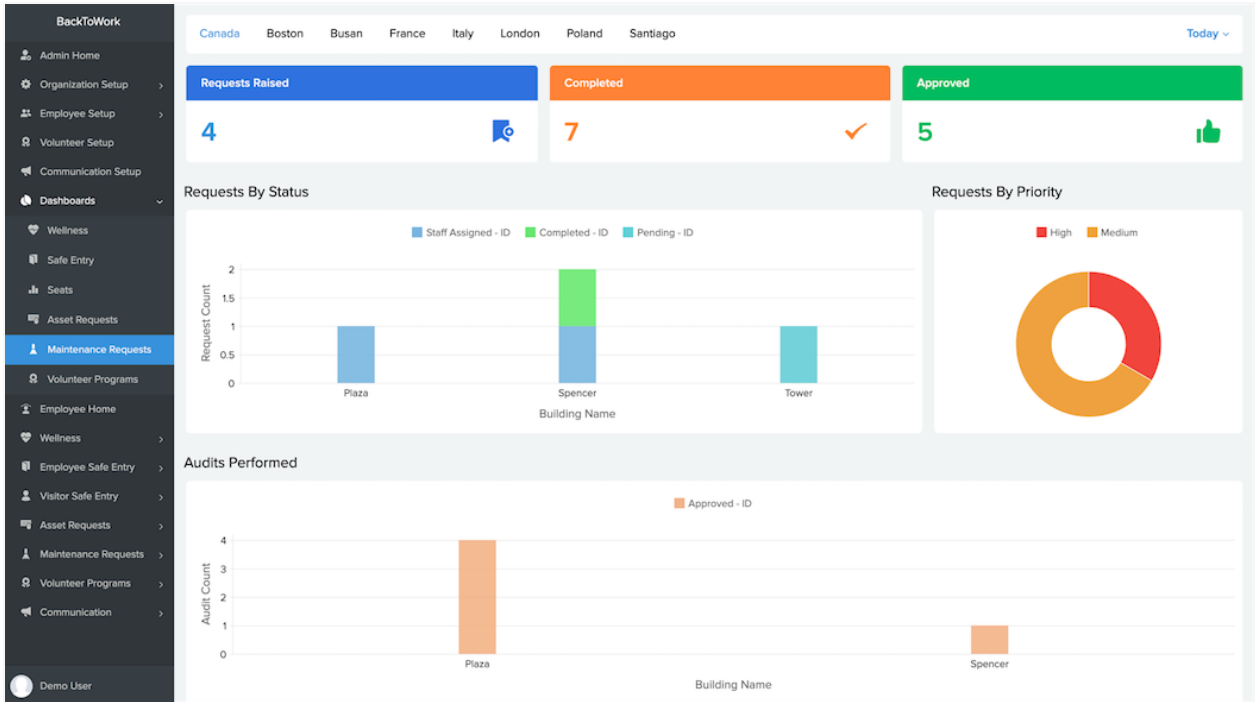 BackToWork
Admin Home
Organization Setup
Employee Setup
Volunteer Setup
Communication Setup
Dashboards
Wellness
Safe Entry
Seats
Asset Requests
Maintenance Requests
Volunteer Programs
Employee Home
Wellness
Employee Safe Entry
Visitor Safe Entry
Asset Requests
Maintenance Requests
Volunteer Programs
Communication
Demo User
Canada Boston Busan France Italy London Poland Santiago Today
Requests Raised
4
Completed
7
Approved
5
Requests By Status
Staff Assigned - ID Completed - ID Pending - ID
Request Count
2
1.5
1
0.5
0
Plaza Spencer Tower
Building Name
Requests By Priority
High Medium
Audits Performed
Approved - ID
Audit Count
4
3
2
1
0
Plaza Spencer
Building Name